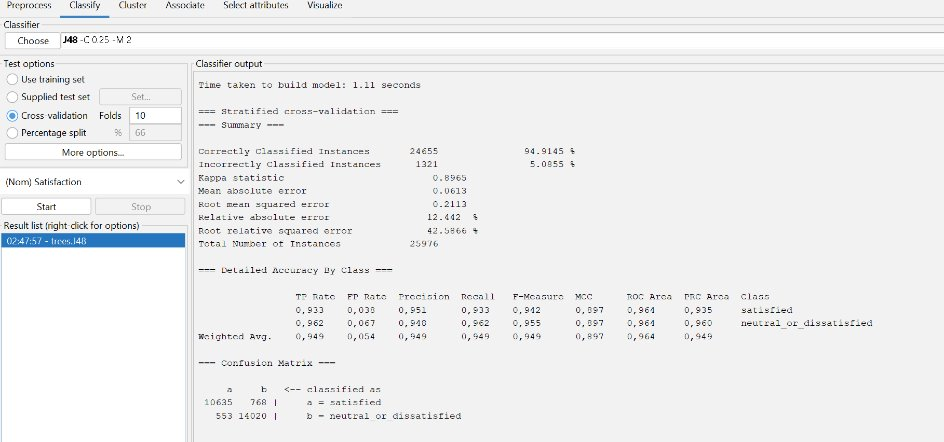 Preprocess Classify Cluster Associate Select attributes Visualize
Classifier
Choose J48 -C 0.25 -M 2
Test options
Use training set
Supplied test set Set...
Cross-validation Folds 10
Percentage split % 66
More options...
(Nom) Satisfaction
Start Stop
Result list (right-click for options)
02:47:57 - trees.J48
Classifier output
Time taken to build model: 1.11 seconds
=== Stratified cross-validation ===
=== Summary ===
Correctly Classified Instances 24655 94.9145 %
Incorrectly Classified Instances 1321 5.0855 %
Kappa statistic 0.8965
Mean absolute error 0.0613
Root mean squared error 0.2113
Relative absolute error 12.442 %
Root relative squared error 42.5866 %
Total Number of Instances 25976
=== Detailed Accuracy By Class ===
TP Rate FP Rate Precision Recall F-Measure MCC ROC Area PRC Area Class
0,933 0,038 0,951 0,933 0,942 0,897 0,964 0,935 satisfied
0,962 0,067 0,948 0,962 0,955 0,897 0,964 0,960 neutral_or_dissatisfied
Weighted Avg. 0,949 0,054 0,949 0,949 0,949 0,897 0,964 0,949
=== Confusion Matrix ===
a b <-- classified as
10635 768 | a = satisfied
553 14020 | b = neutral_or_dissatisfied